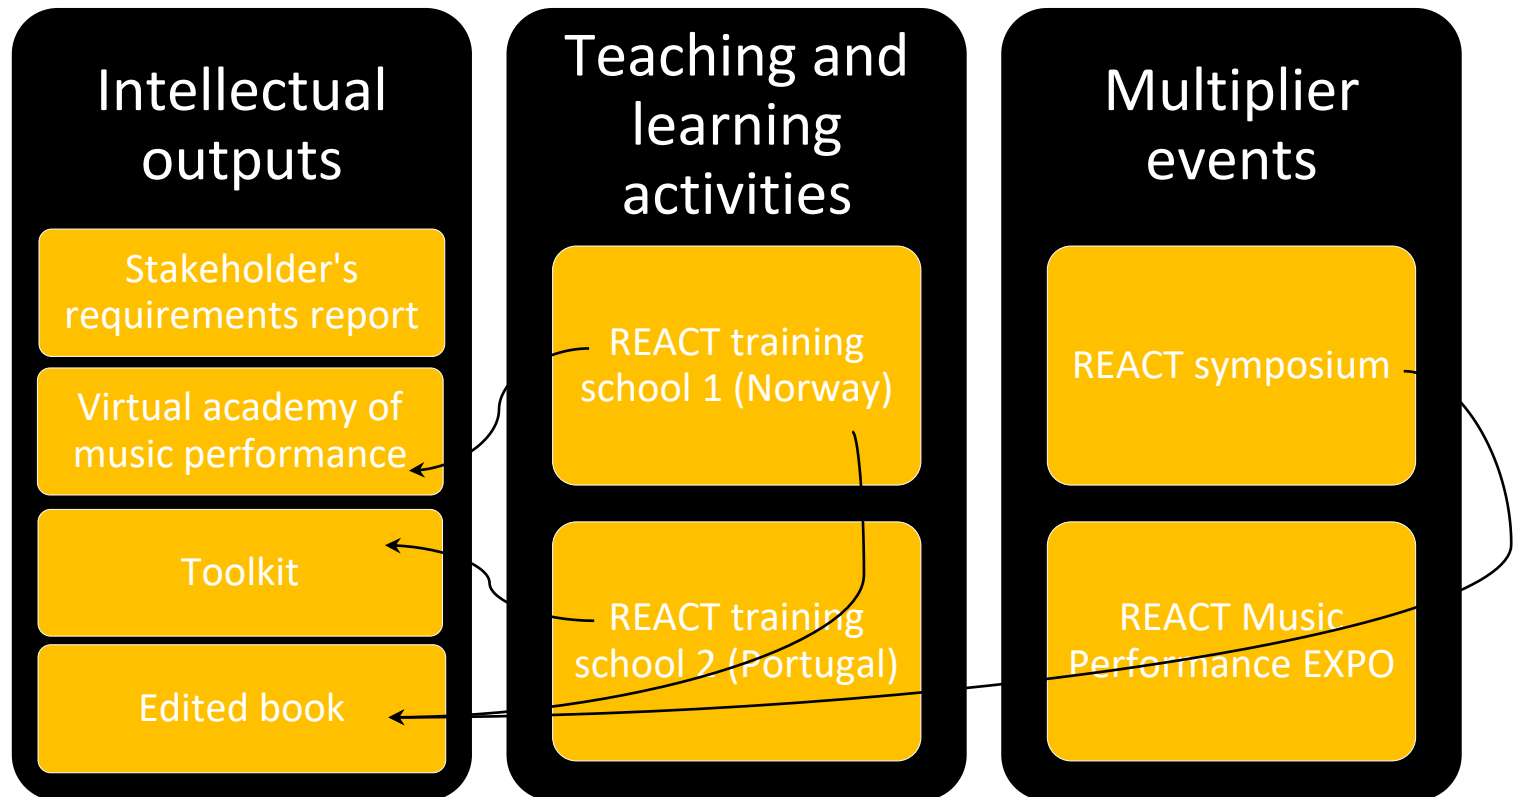 Intellectual
outputs
Stakeholder's
requirements report
Virtual academy of
music performance
Toolkit
Edited book
Teaching and
learning
activities
REACT training
school 1 (Norway)
REACT training
school 2 (Portugal)
Multiplier
events
REACT symposium
REACT Music
Performance EXPO